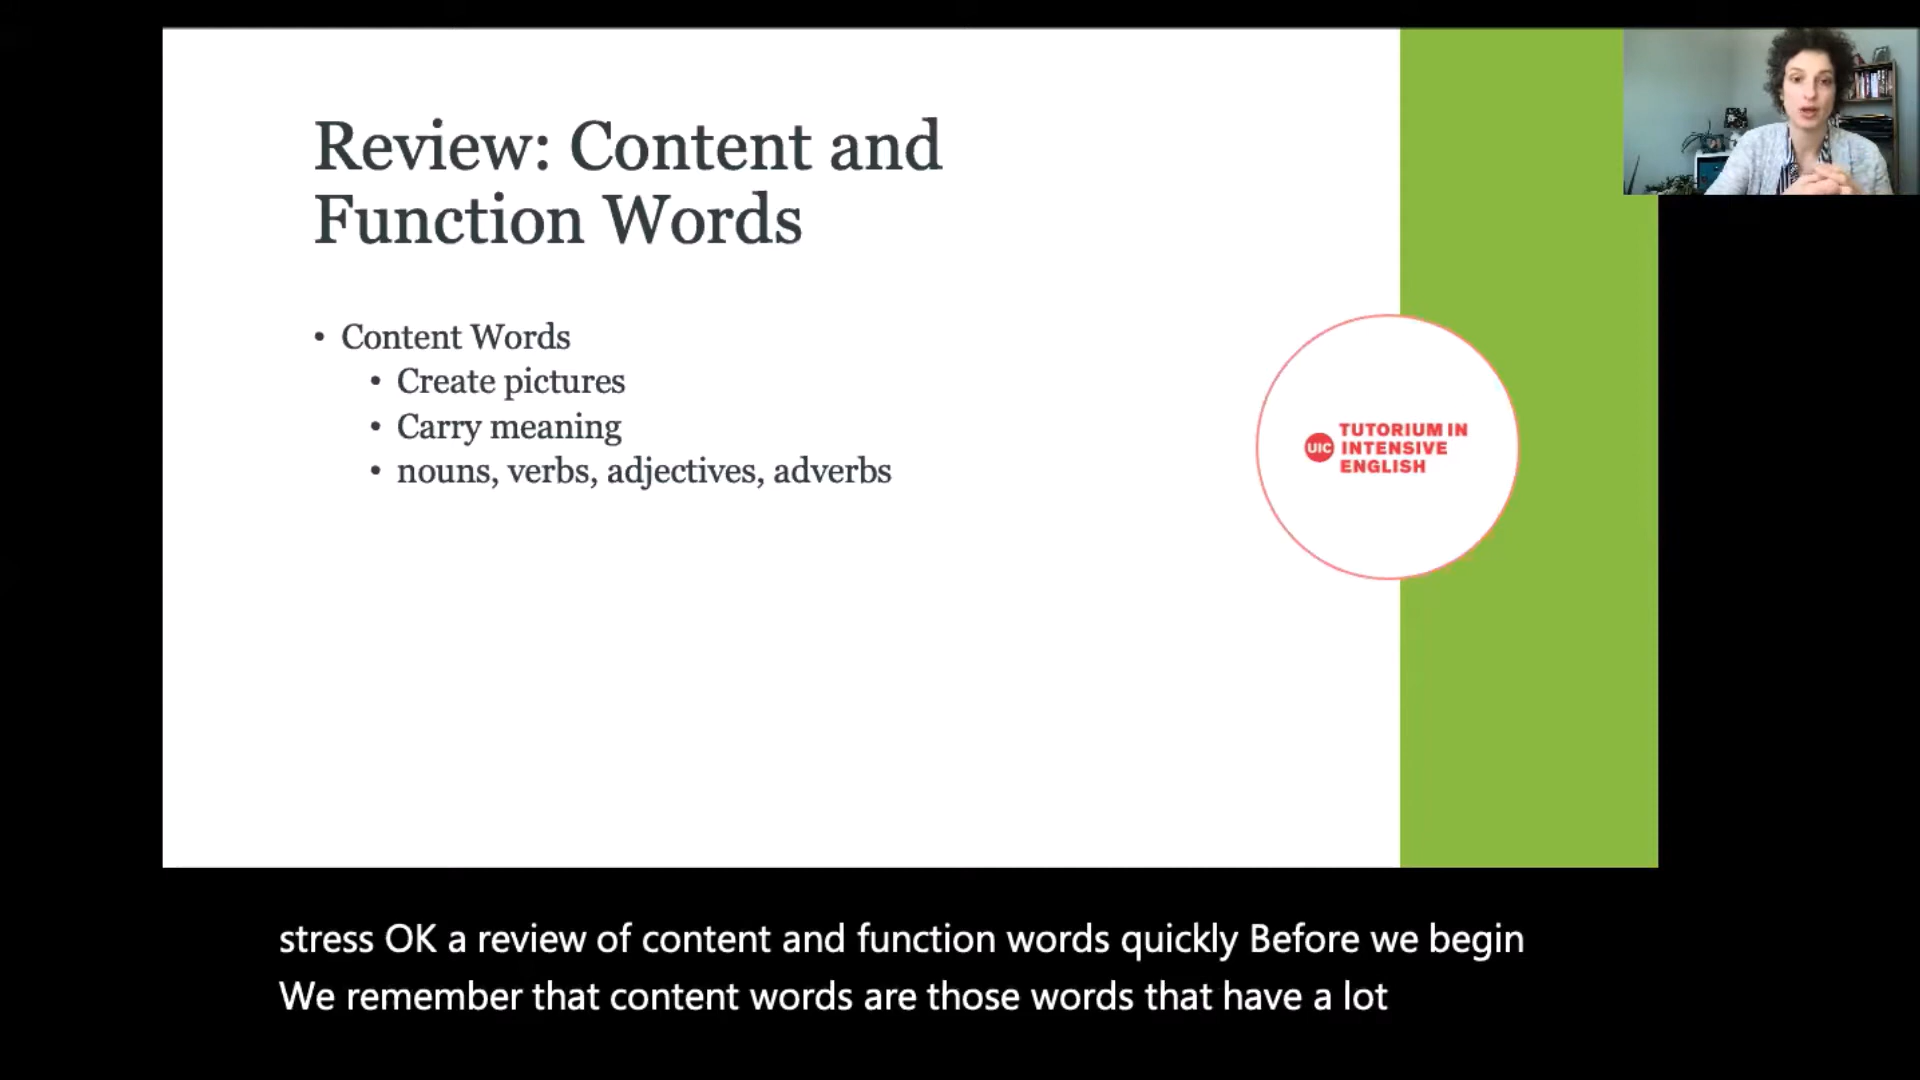 Review: Content and
Function Words
• Content Words
• Create pictures
• Carry meaning
• nouns, verbs, adjectives, adverbs
UIC
TUTORIUM IN
INTENSIVE
ENGLISH
stress OK a review of content and function words quickly Before we begin
We remember that content words are those words that have a lot